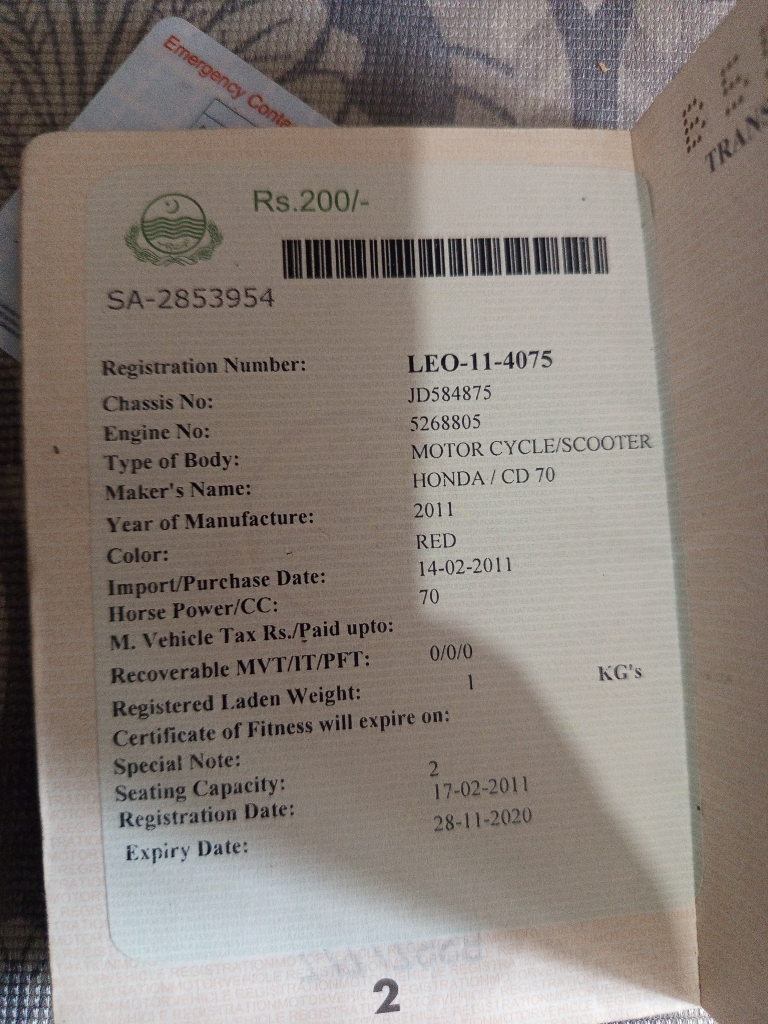 Emergency Conta
Rs.200/-
SA-2853954
TRANS
Registration Number: LEO-11-4075
Chassis No: JD584875
Engine No: 5268805
Type of Body: MOTOR CYCLE/SCOOTER
Maker's Name: HONDA / CD 70
Year of Manufacture: 2011
Color: RED
Import/Purchase Date: 14-02-2011
Horse Power/CC: 70
M. Vehicle Tax Rs./Paid upto:
Recoverable MVT/IT/PFT: 0/0/0
Registered Laden Weight: 1 KG's
Certificate of Fitness will expire on:
Special Note:
Seating Capacity: 2
Registration Date: 17-02-2011
Expiry Date: 28-11-2020
2